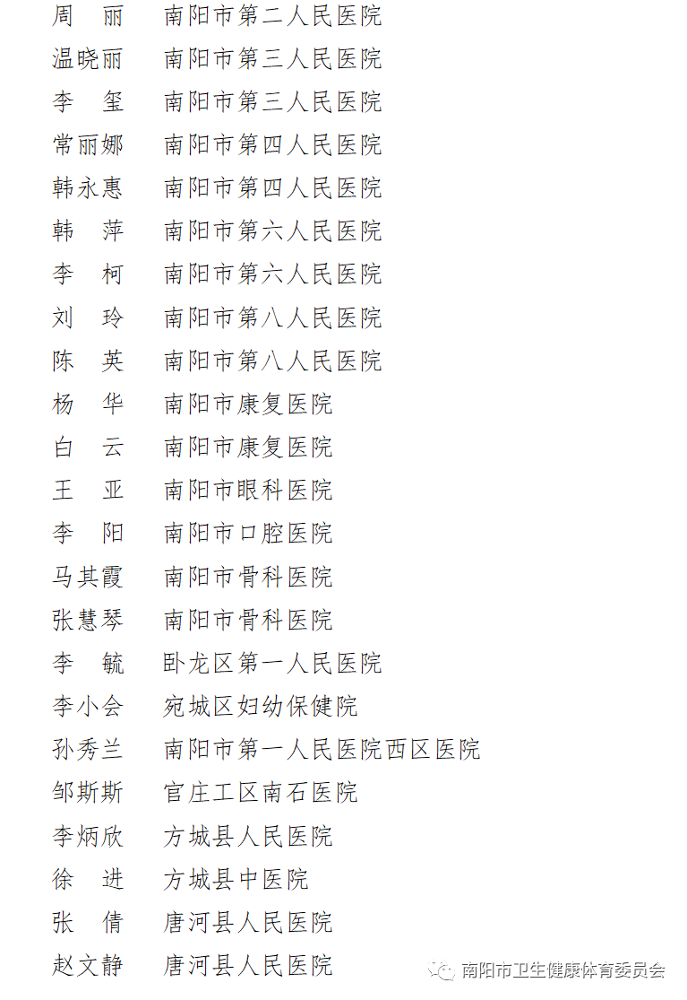 周　丽　南阳市第二人民医院
温晓丽　南阳市第三人民医院
李　玺　南阳市第三人民医院
常丽娜　南阳市第四人民医院
韩永惠　南阳市第四人民医院
韩　萍　南阳市第六人民医院
李　柯　南阳市第六人民医院
刘　玲　南阳市第八人民医院
陈　英　南阳市第八人民医院
杨　华　南阳市康复医院
白　云　南阳市康复医院
王　亚　南阳市眼科医院
李　阳　南阳市口腔医院
马其霞　南阳市骨科医院
张慧琴　南阳市骨科医院
李　毓　卧龙区第一人民医院
李小会　宛城区妇幼保健院
孙秀兰　南阳市第一人民医院西区医院
邹斯斯　官庄工区南石医院
李炳欣　方城县人民医院
徐　进　方城县中医院
张　倩　唐河县人民医院
赵文静　唐河县人民医院
南阳市卫生健康体育委员会